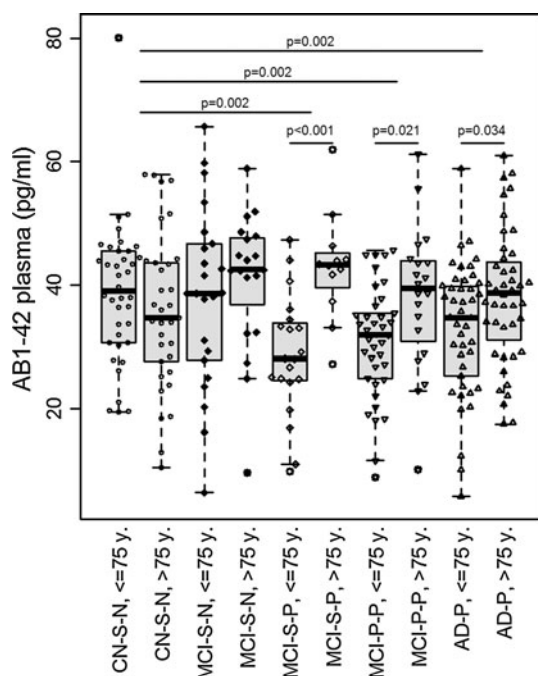 80
p=0.002
p=0.002
p=0.002
p<0.001
p=0.021
p=0.034
60
40
20
AB1-42 plasma (pg/ml)
CN-S-N, <=75 y.
CN-S-N, >75 y.
MCI-S-N, <=75 y.
MCI-S-N, >75 y.
MCI-S-P, <=75 y.
MCI-S-P, >75 y.
MCI-P-P, <=75 y.
MCI-P-P, >75 y.
AD-P, <=75 y.
AD-P, >75 y.